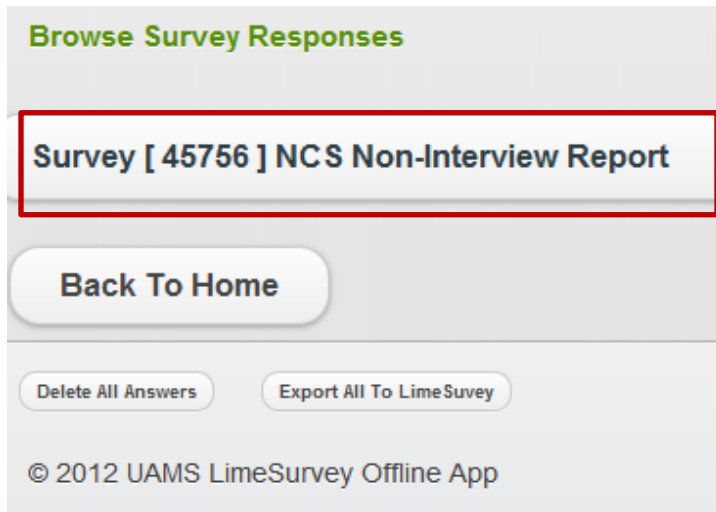 Browse Survey Responses
Survey [ 45756 ] NCS Non-Interview Report
Back To Home
Delete All Answers Export All To LimeSuvey
© 2012 UAMS LimeSurvey Offline App